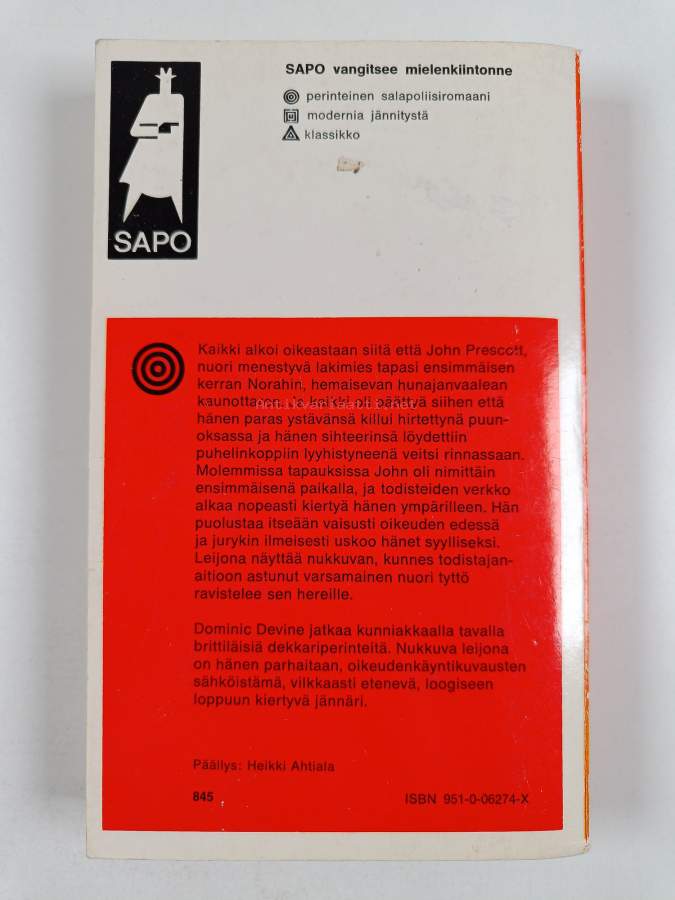 SAPO vangitsee mielenkiintonne
perinteinen salapoliisiromaani
modernia jännitystä
klassikko
SAPO
Kaikki alkoi oikeastaan siitä että John Prescott,
nuori menestyvä lakimies tapasi ensimmäisen
kerran Norahin, hemaisevan hunajanvaalean
kaunottaren. Ja kaikki oli päättyä siihen että
hänen paras ystävänsä killui hirtettynä puun-
oksassa ja hänen sihteerinsä löydettiin
puhelinkoppiin lyyhistyneenä veitsi rinnassaan.
Molemmissa tapauksissa John oli nimittäin
ensimmäisenä paikalla, ja todisteiden verkko
alkaa nopeasti kiertyä hänen ympärilleen. Hän
puolustaa itseään vaisusti oikeuden edessä
ja jurykin ilmeisesti uskoo hänet syylliseksi.
Leijona näyttää nukkuvan, kunnes todistajan-
aitioon astunut varsamainen nuori tyttö
ravistelee sen hereille.
Dominic Devine jatkaa kunniakkaalla tavalla
brittiläisiä dekkariperinteitä. Nukkuva leijona
on hänen parhaitaan, oikeudenkäyntikuvausten
sähköistämä, vilkkaasti etenevä, loogiseen
loppuun kiertyvä jännäri.
Päällys: Heikki Ahtiala
845 ISBN 951-0-06274-X